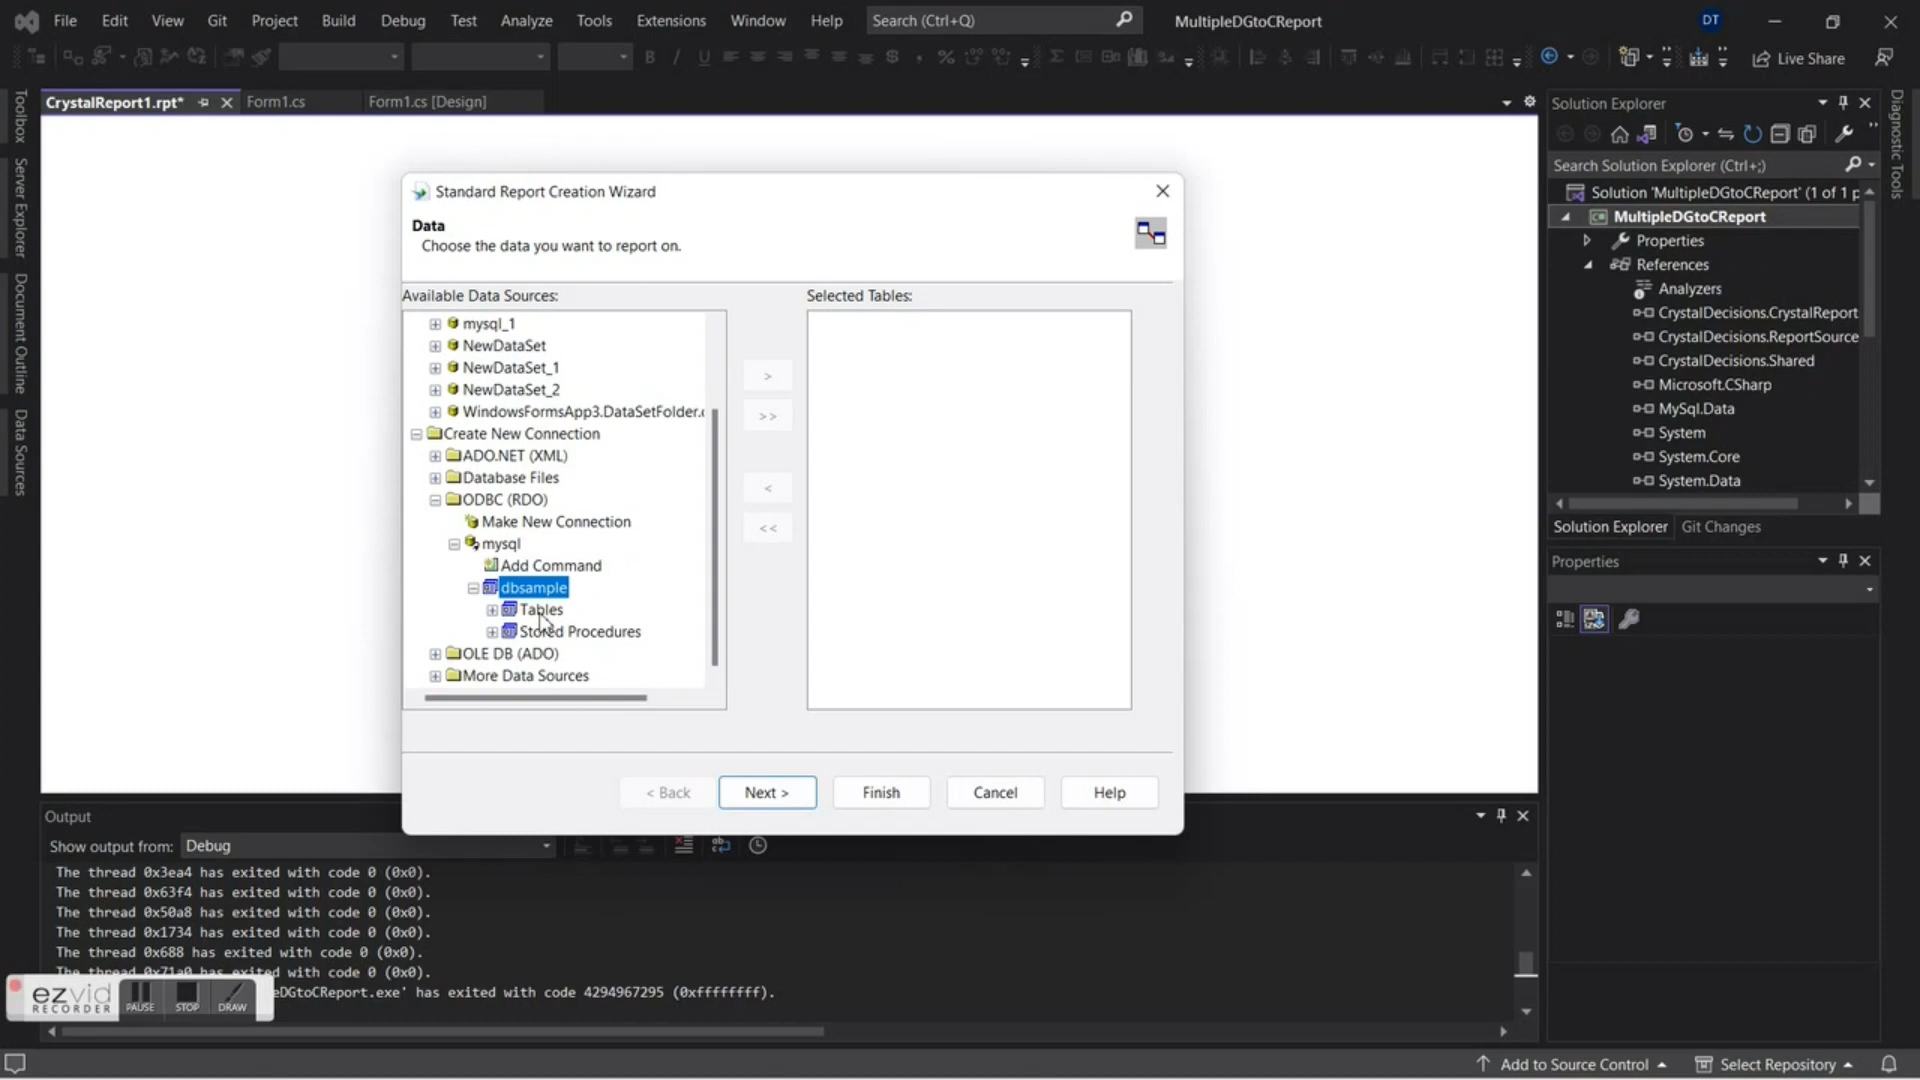 File Edit View Git Project Build Debug Test Analyze Tools Extensions Window Help Search (Ctrl+Q) MultipleDGtoCReport DT
Live Share
CrystalReport1.rpt* Form1.cs Form1.cs [Design]
Toolbox
Server Explorer
Document Outline
Data Sources
Standard Report Creation Wizard
Data
Choose the data you want to report on.
Available Data Sources:
mysql_1
NewDataSet
NewDataSet_1
NewDataSet_2
WindowsFormsApp3.DataSetFolder.
Create New Connection
ADO.NET (XML)
Database Files
ODBC (RDO)
Make New Connection
mysql
Add Command
dbsample
Tables
Stored Procedures
OLE DB (ADO)
More Data Sources
>
>>
<
<<
Selected Tables:
< Back Next > Finish Cancel Help
Solution Explorer
Search Solution Explorer (Ctrl+;)
Solution 'MultipleDGtoCReport' (1 of 1 p
MultipleDGtoCReport
Properties
References
Analyzers
CrystalDecisions.CrystalReport
CrystalDecisions.ReportSource
CrystalDecisions.Shared
Microsoft.CSharp
MySql.Data
System
System.Core
System.Data
Solution Explorer Git Changes
Properties
Diagnostic Tools
Output
Show output from: Debug
The thread 0x3ea4 has exited with code 0 (0x0).
The thread 0x63f4 has exited with code 0 (0x0).
The thread 0x50a8 has exited with code 0 (0x0).
The thread 0x1734 has exited with code 0 (0x0).
The thread 0x688 has exited with code 0 (0x0).
The thread 0x71a0 has exited with code 0 (0x0).
eDGtoCReport.exe' has exited with code 4294967295 (0xffffffff).
ezvid
RECORDER
PAUSE STOP DRAW
Add to Source Control Select Repository